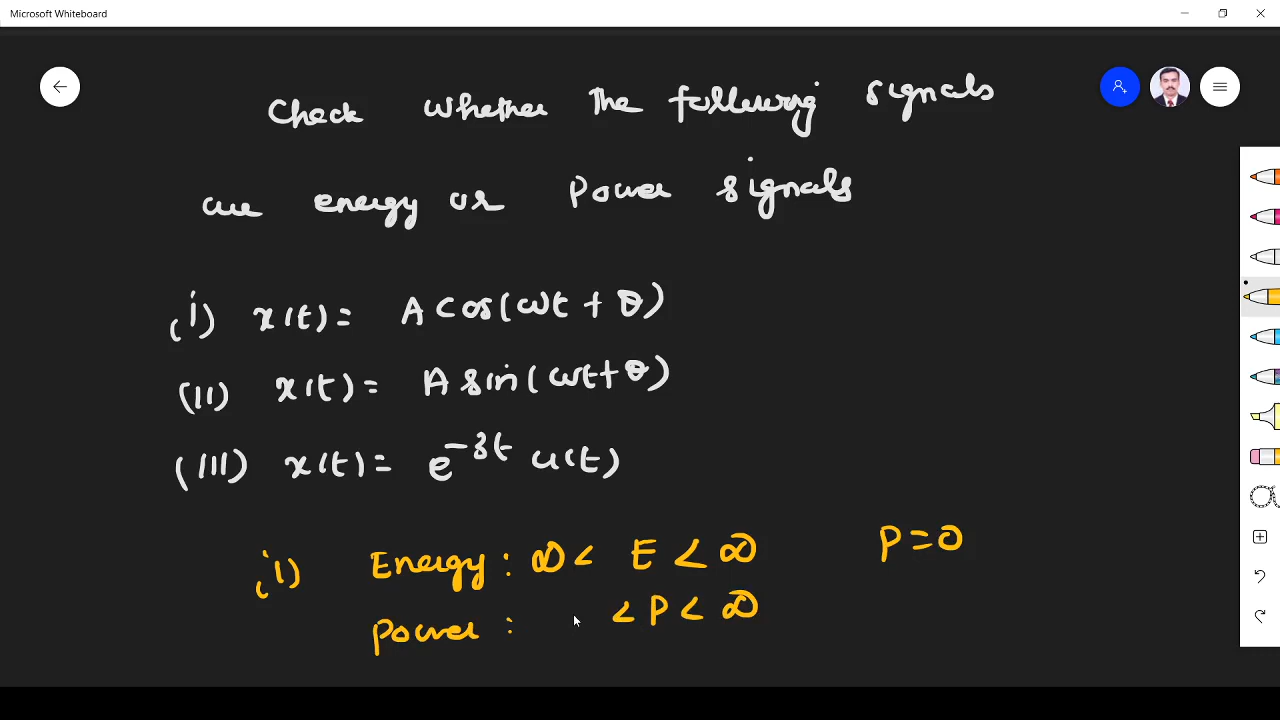 Microsoft Whiteboard
Check whether the following signals
are energy or Power signals
(i) x(t) = A cos(ωt + θ)
(ii) x(t) = A sin(ωt+θ)
(iii) x(t) = e^-3t u(t)
(i) Energy : ∞ < E < ∞ P = 0
Power : < P < ∞